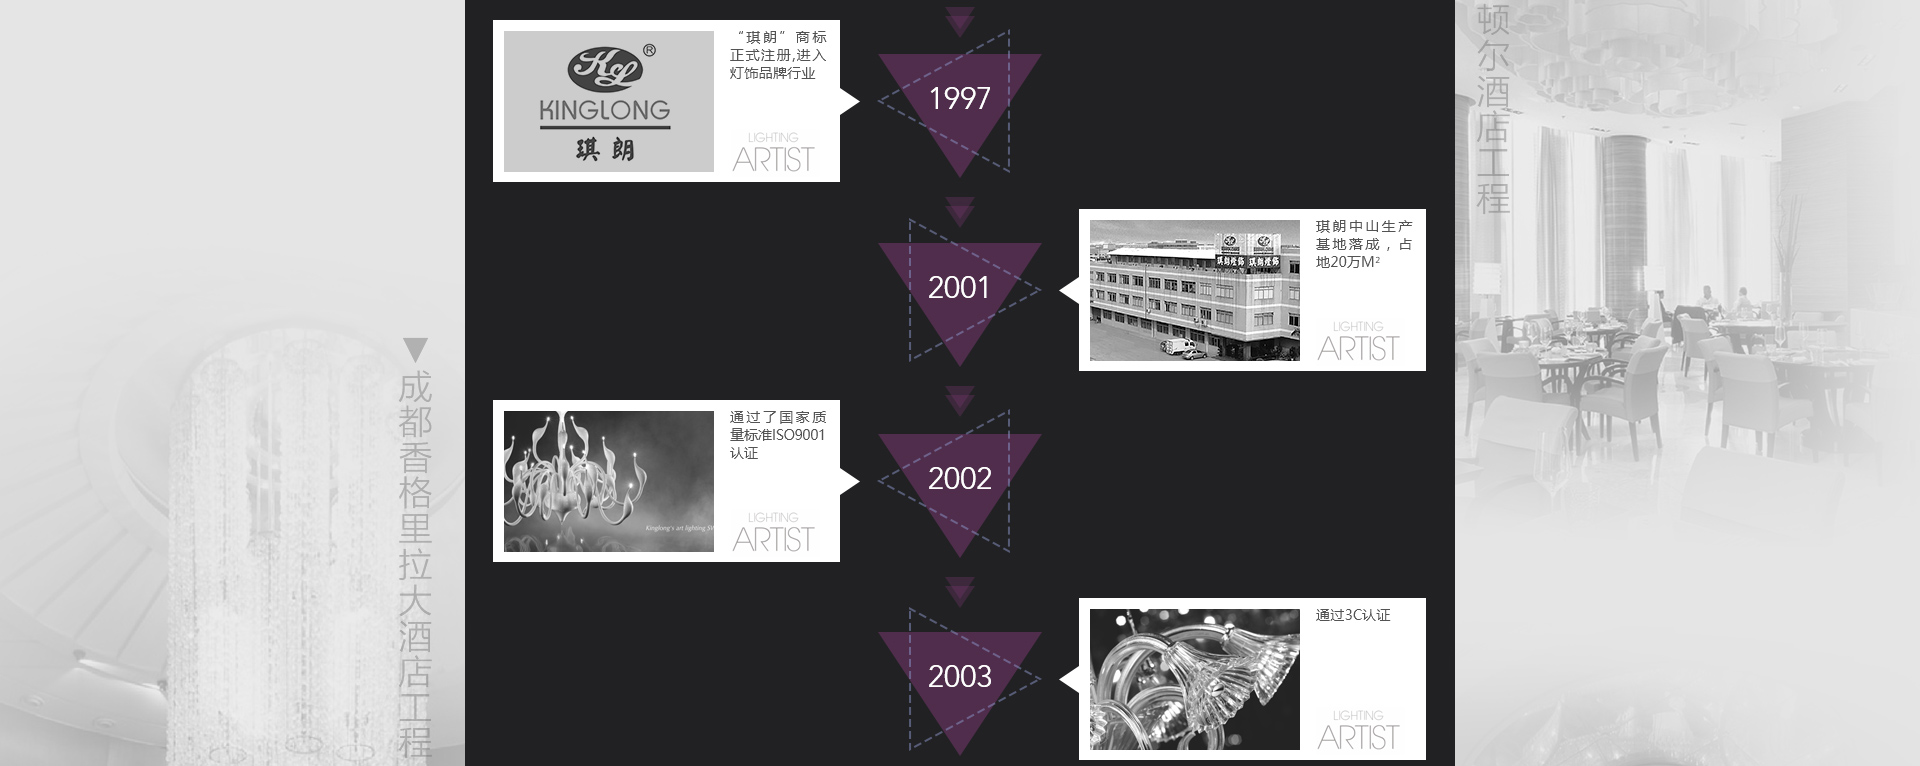 KL®
KINGLONG
琪朗
“琪朗”商标
正式注册,进入
灯饰品牌行业
LIGHTING
ARTIST
1997
2001
琪朗燈飾 琪朗燈飾
琪朗中山生产
基地落成，占
地20万M²
LIGHTING
ARTIST
Kinglong's art lighting SW
通过了国家质
量标准ISO9001
认证
LIGHTING
ARTIST
2002
2003
通过3C认证
LIGHTING
ARTIST
成都香格里拉大酒店工程
顿尔酒店工程